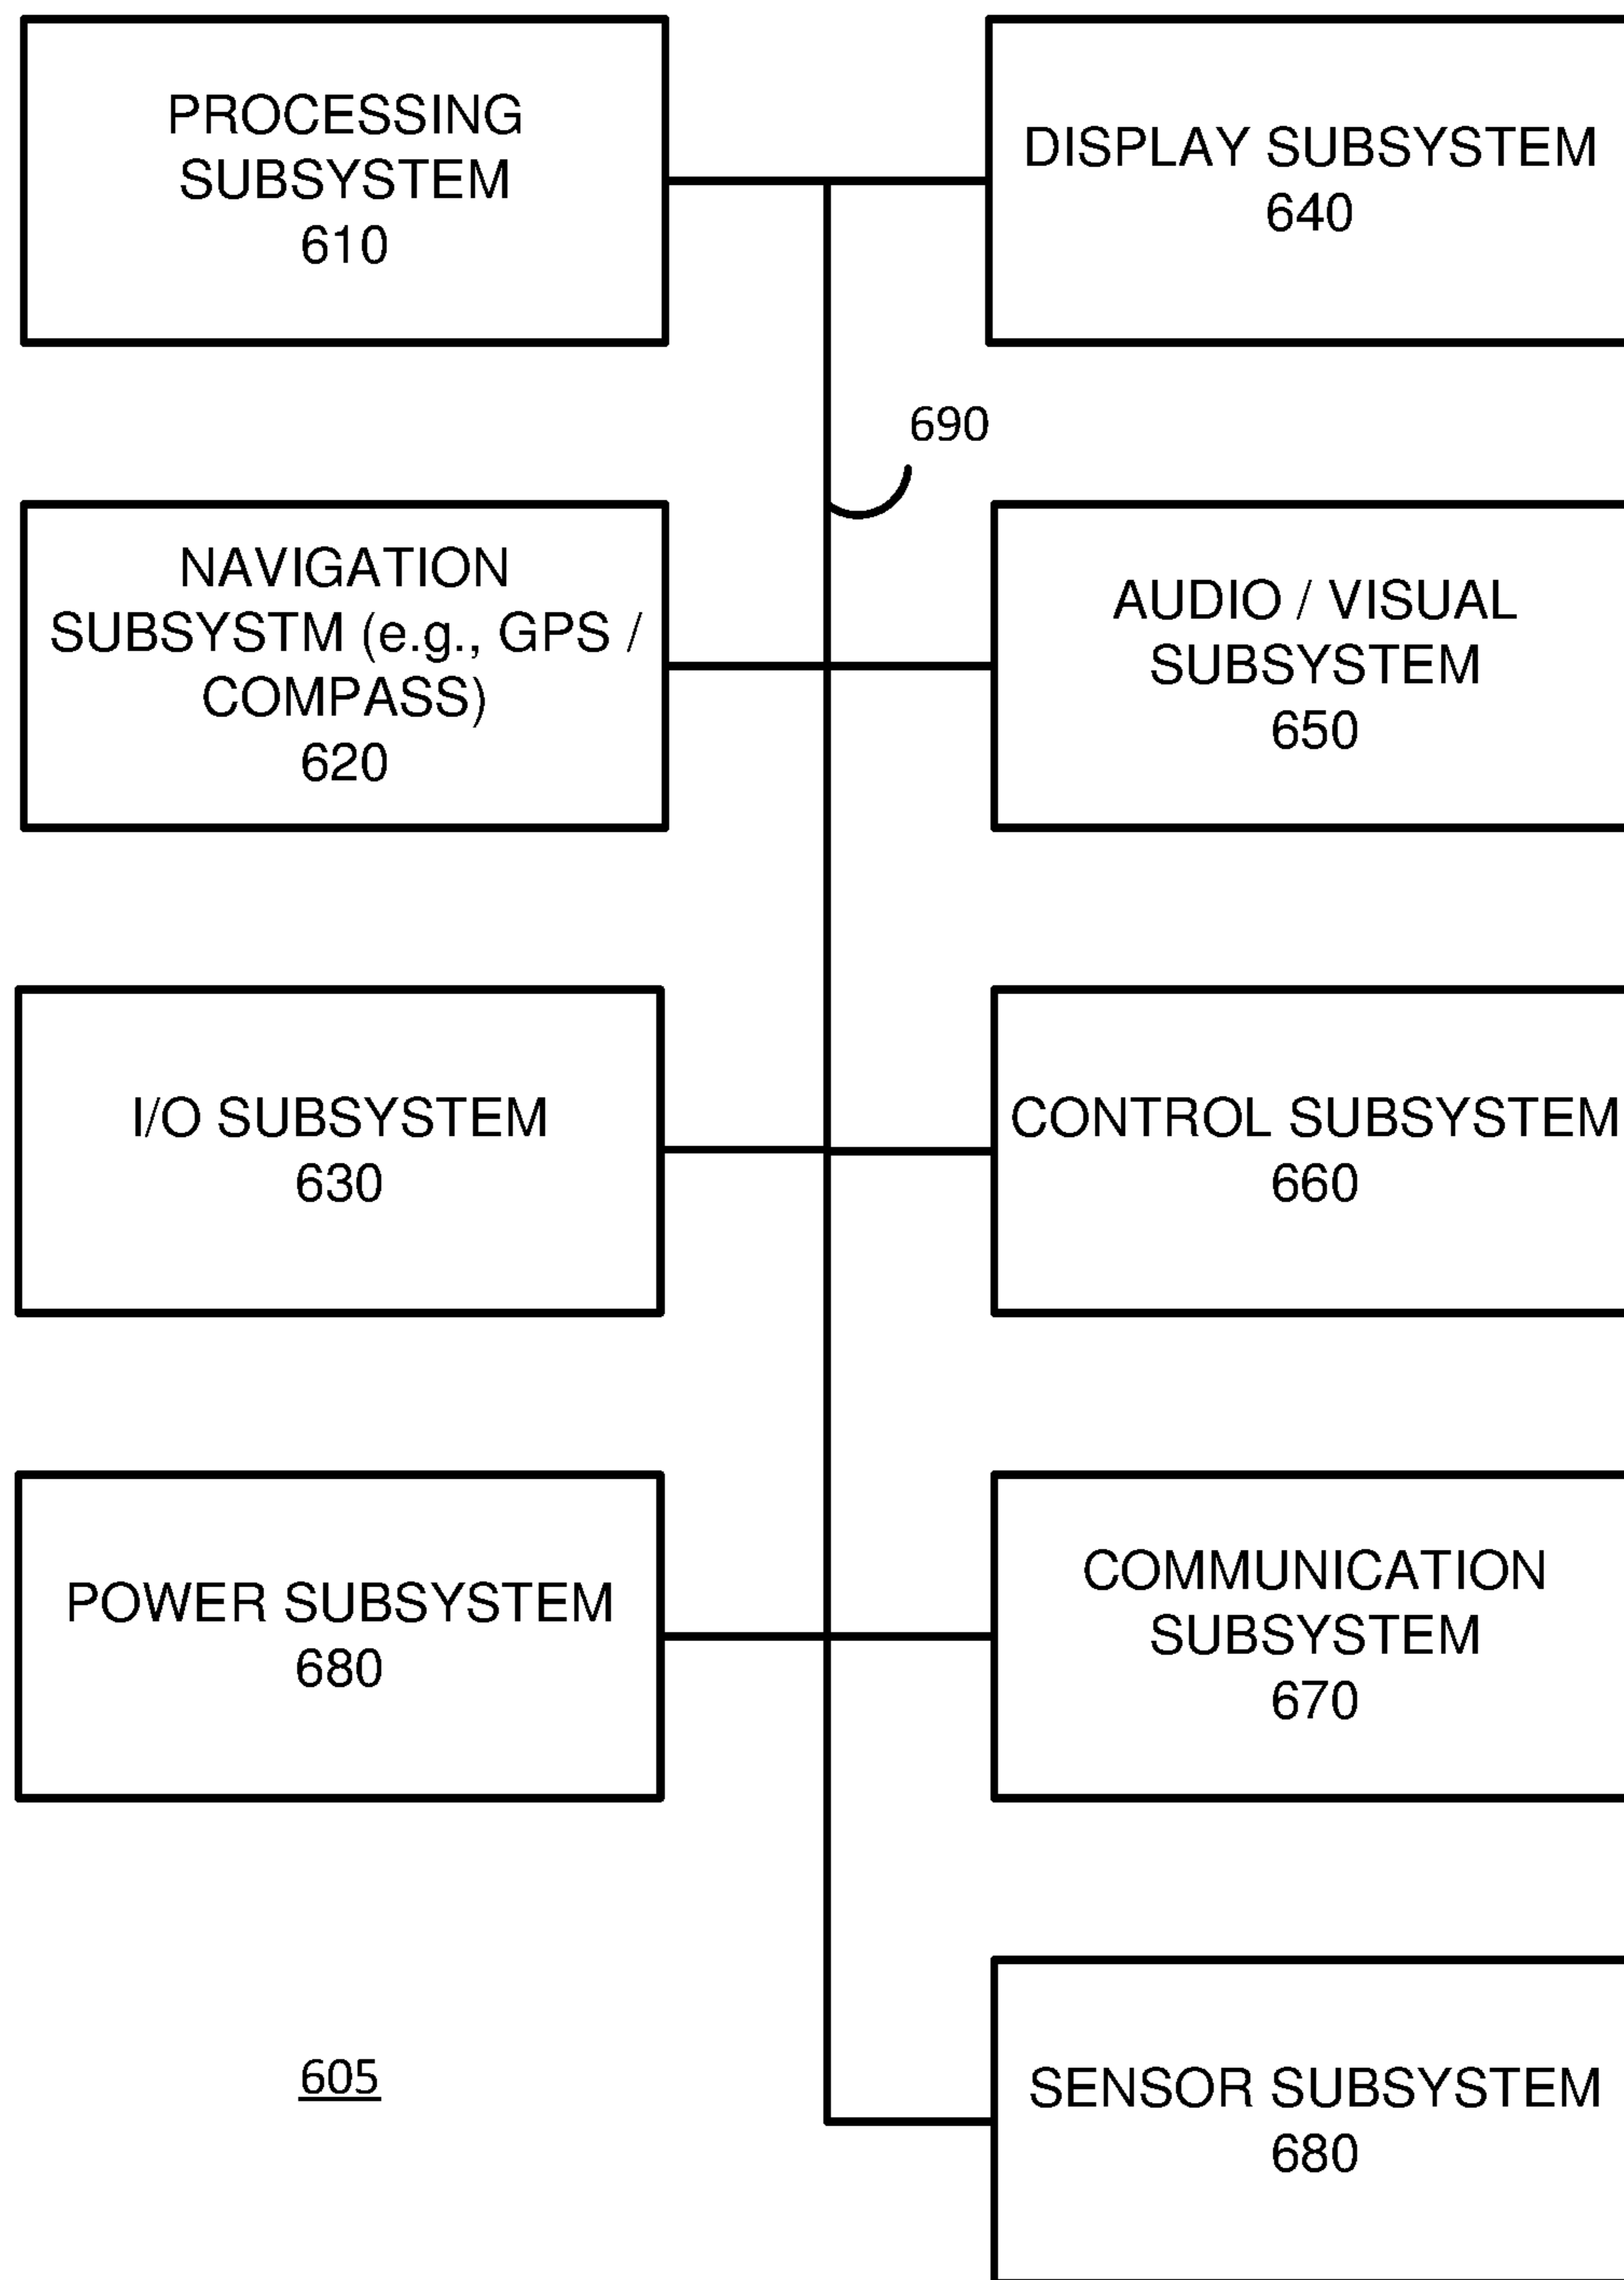 PROCESSING
SUBSYSTEM
610
DISPLAY SUBSYSTEM
640
690
NAVIGATION
SUBSYSTM (e.g., GPS /
COMPASS)
620
AUDIO / VISUAL
SUBSYSTEM
650
I/O SUBSYSTEM
630
CONTROL SUBSYSTEM
660
POWER SUBSYSTEM
680
COMMUNICATION
SUBSYSTEM
670
605
SENSOR SUBSYSTEM
680